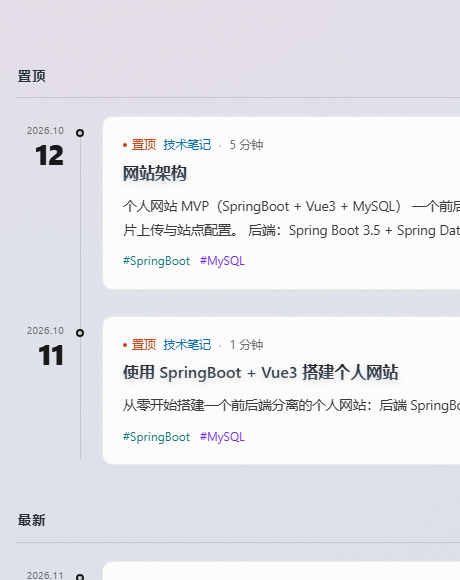 置顶
2026.10
12
置顶 技术笔记 · 5 分钟
网站架构
个人网站 MVP（SpringBoot + Vue3 + MySQL） 一个前后
片上传与站点配置。 后端：Spring Boot 3.5 + Spring Dat
#SpringBoot #MySQL
2026.10
11
置顶 技术笔记 · 1 分钟
使用 SpringBoot + Vue3 搭建个人网站
从零开始搭建一个前后端分离的个人网站：后端 SpringBo
#SpringBoot #MySQL
最新
2026.11